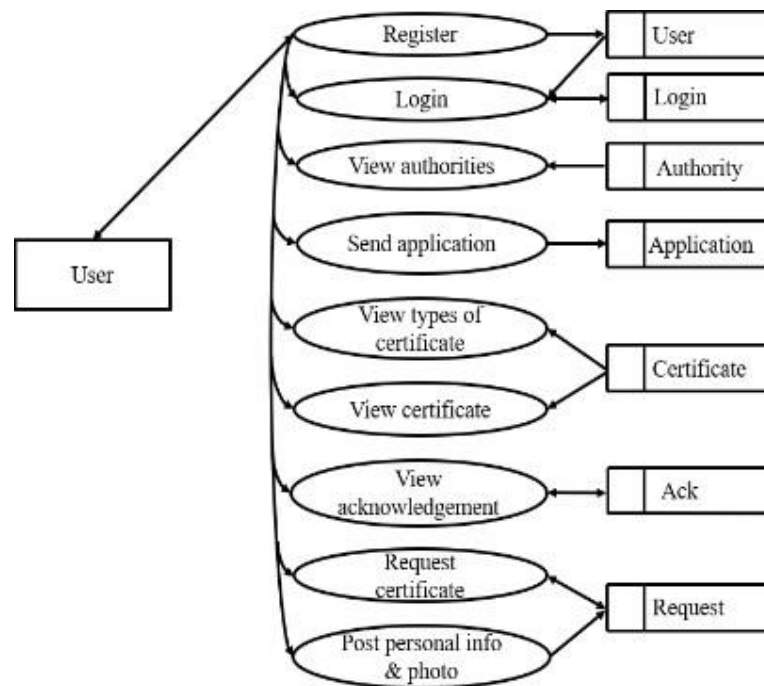 Register
User
Login
Login
View authorities
Authority
Send application
Application
User
View types of
certificate
Certificate
View certificate
View
acknowledgement
Ack
Request
certificate
Request
Post personal info
& photo